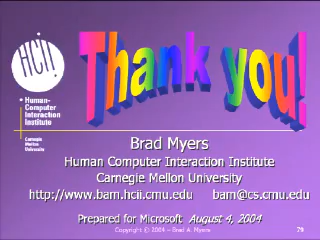 HCII!
Thank you!
• Human-
Computer
Interaction
Institute
Carnegie
Mellon
University
Brad Myers
Human Computer Interaction Institute
Carnegie Mellon University
http://www.bam.hcii.cmu.edu bam@cs.cmu.edu
Prepared for Microsoft August 4, 2004
Copyright © 2004 – Brad A. Myers
79